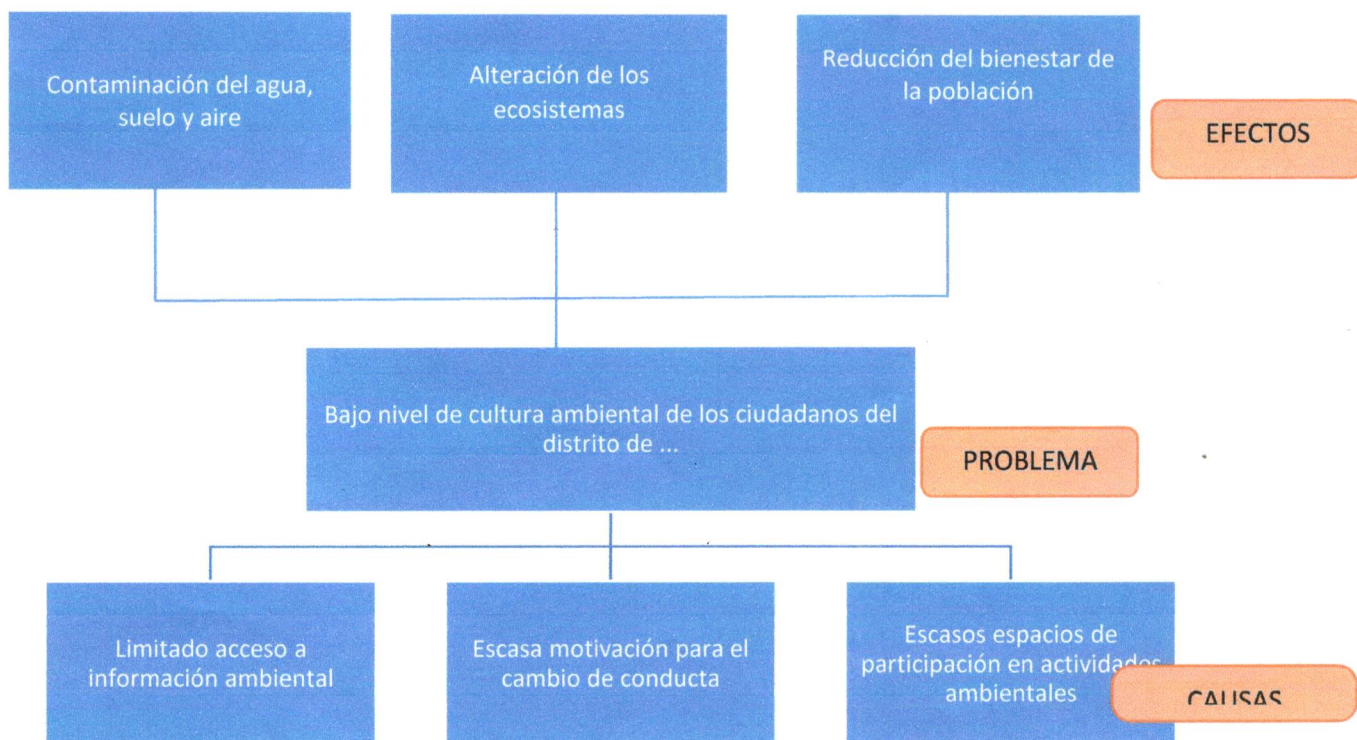 Contaminación del agua,
suelo y aire
Alteración de los
ecosistemas
Reducción del bienestar de
la población
EFECTOS
Bajo nivel de cultura ambiental de los ciudadanos del
distrito de ...
PROBLEMA
Limitado acceso a
información ambiental
Escasa motivación para el
cambio de conducta
Escasos espacios de
participación en actividades
ambientales
CAUSAS